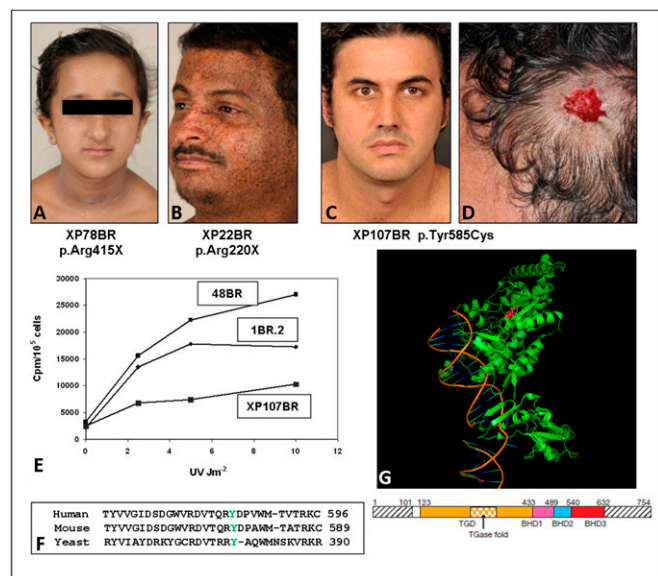 A
B
C
D
XP78BR
p.Arg415X
XP22BR
p.Arg220X
XP107BR p.Tyr585Cys
Cpm/10⁵ cells
30000
25000
20000
15000
10000
5000
0
48BR
1BR.2
XP107BR
0 2 4 6 8 10 12
UV Jm⁻²
E
G
Human TYVVGIDSDGWVRDVTQRYDPVWM-TVTRKC 596
Mouse TYVVGIDSDGWVRDVTQRYDPAWM-TATRKC 589
Yeast RYVIAYDRKYGCRDVTRRY-AQWMNSKVRKR 390
F
1 101 123 433 489 540 632 754
TGD BHD1 BHD2 BHD3
TGase fold